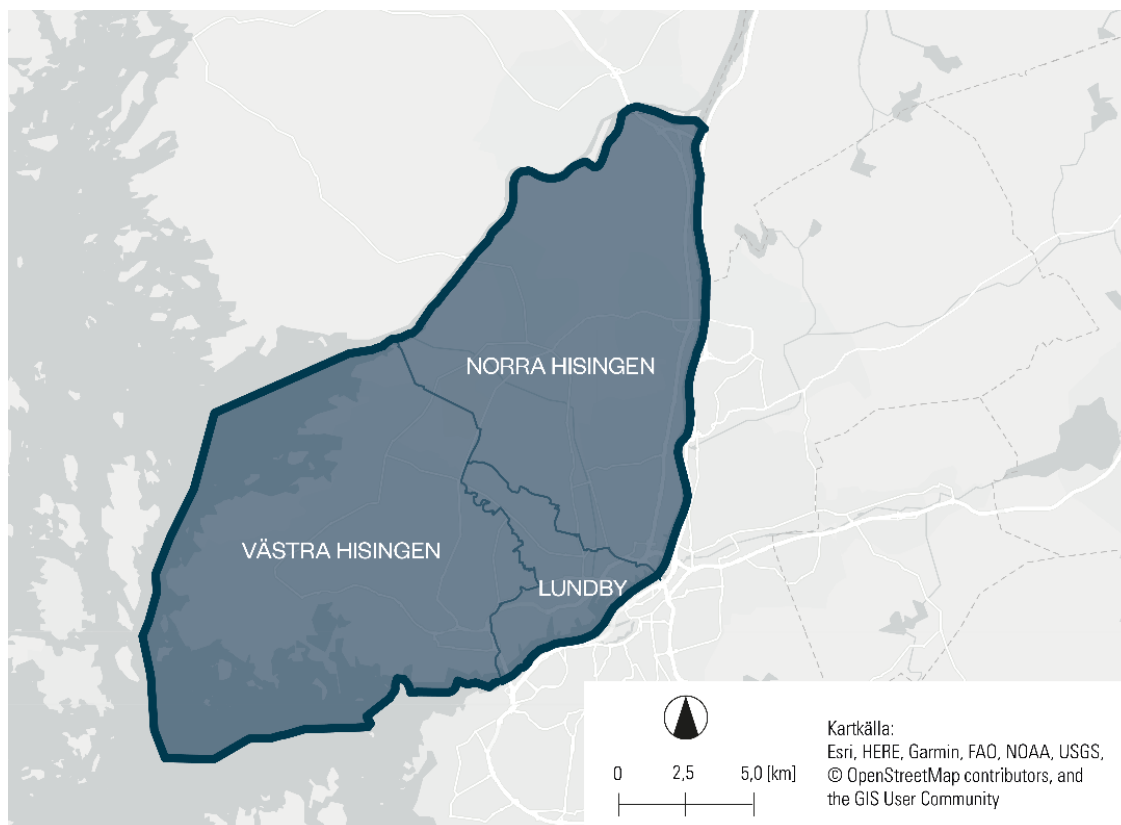 NORRA HISINGEN
VÄSTRA HISINGEN
LUNDBY
0 2,5 5,0 [km]
Kartkälla:
Esri, HERE, Garmin, FAO, NOAA, USGS,
© OpenStreetMap contributors, and
the GIS User Community